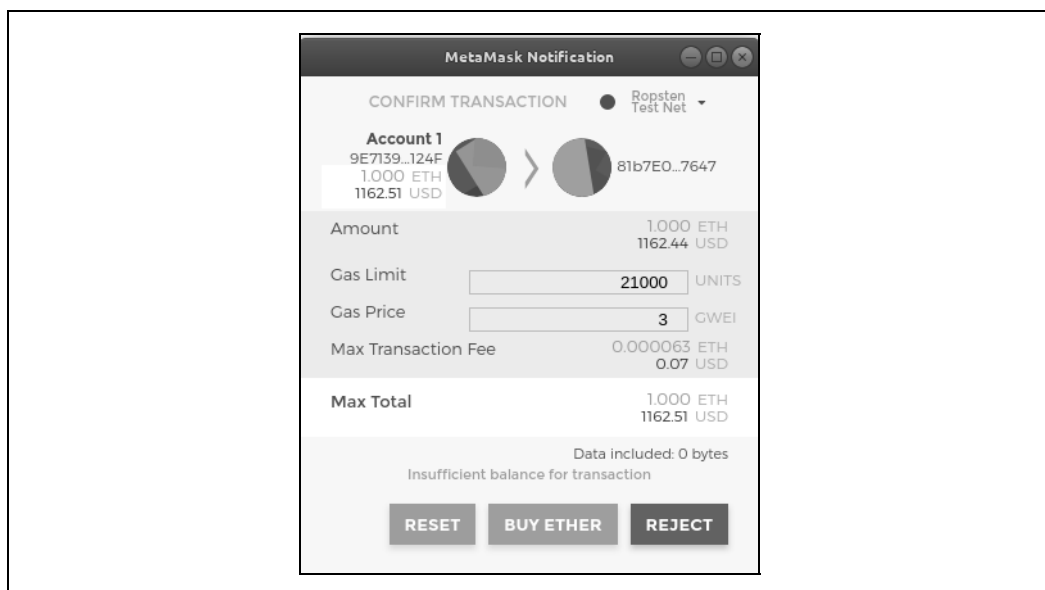 MetaMask Notification
CONFIRM TRANSACTION
Ropsten
Test Net
Account 1
9E7139...124F
1.000 ETH
1162.51 USD
81b7E0...7647
Amount 1.000 ETH
1162.44 USD
Gas Limit 21000 UNITS
Gas Price 3 GWEI
Max Transaction Fee 0.000063 ETH
0.07 USD
Max Total 1.000 ETH
1162.51 USD
Data included: 0 bytes
Insufficient balance for transaction
RESET BUY ETHER REJECT